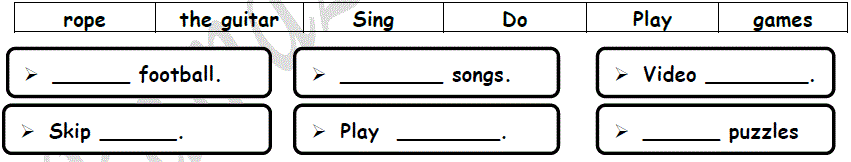 rope the guitar Sing Do Play games
➢ ______ football. ➢ ________ songs. ➢ Video ________.
➢ Skip ______. ➢ Play ________. ➢ ______ puzzles